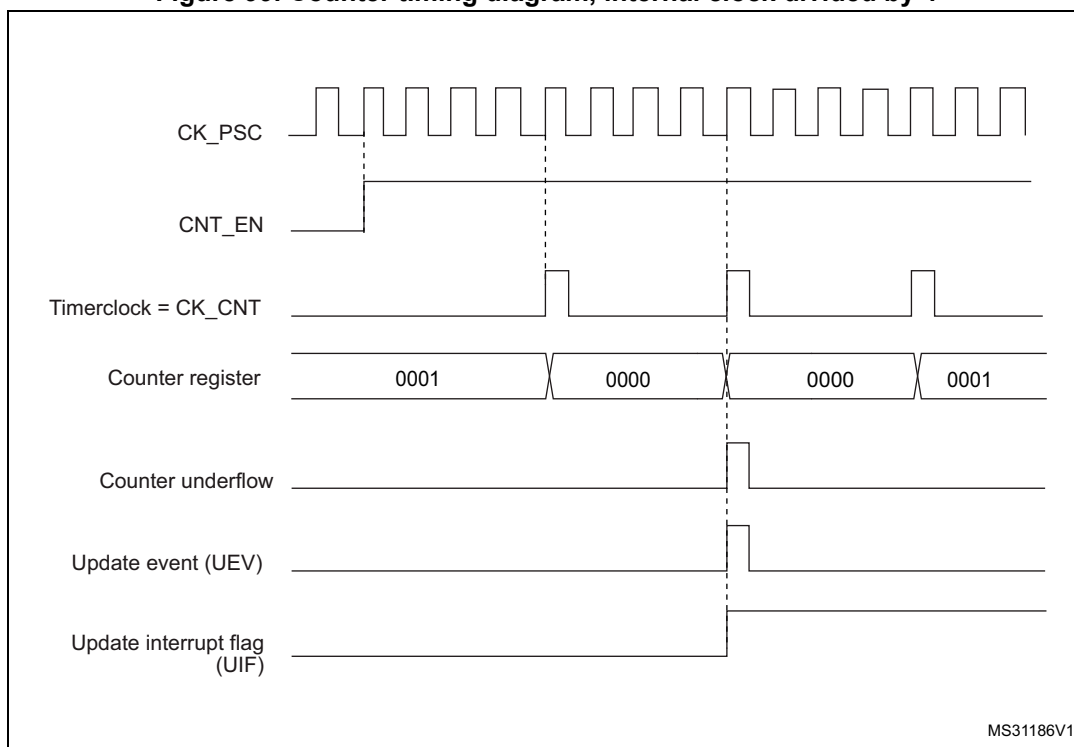 CK_PSC
CNT_EN
Timerclock = CK_CNT
Counter register
0001
0000
0000
0001
Counter underflow
Update event (UEV)
Update interrupt flag
(UIF)
MS31186V1